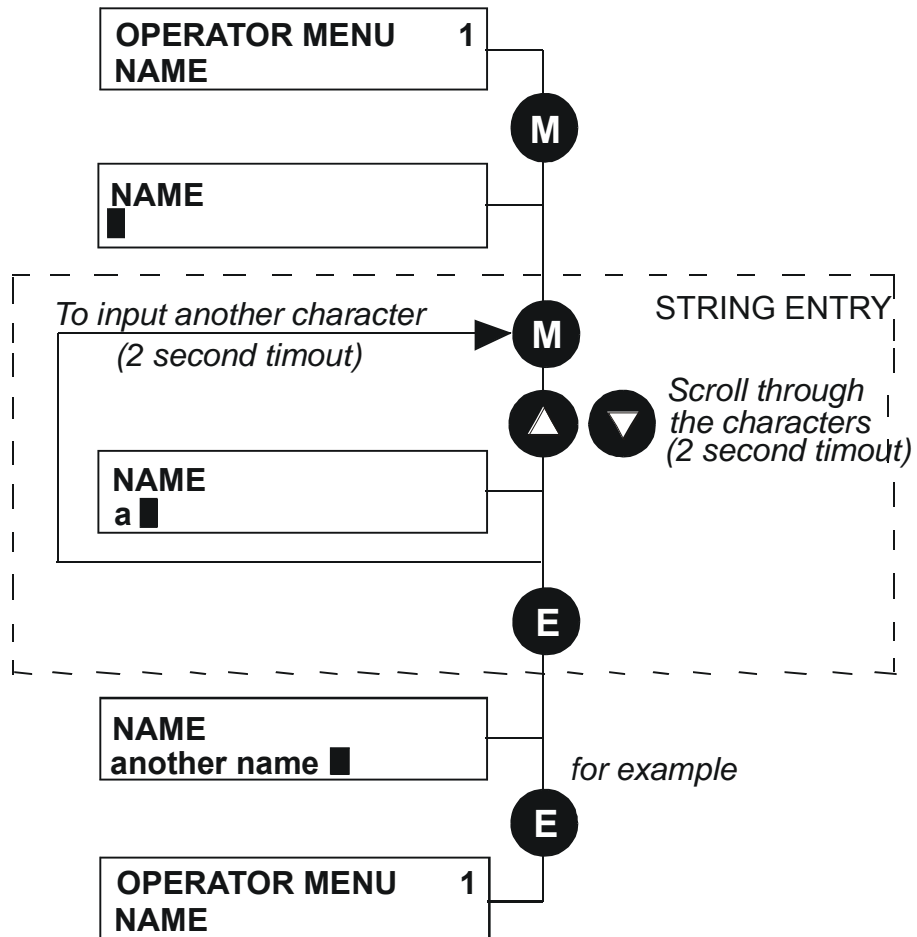 OPERATOR MENU 1
NAME
M
NAME
STRING ENTRY
To input another character
(2 second timout)
M
Scroll through
the characters
(2 second timout)
NAME
a
E
NAME
another name
for example
E
OPERATOR MENU 1
NAME